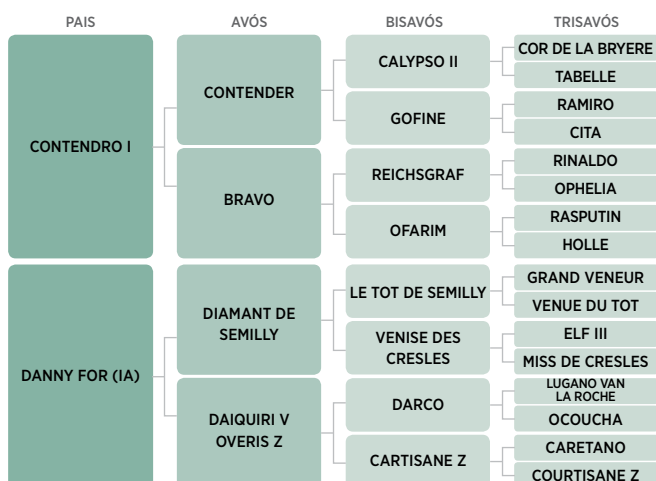 PAIS
AVÓS
BISAVÓS
TRISAVÓS
CONTENDRO I
CONTENDER
CALYPSO II
COR DE LA BRYERE
TABELLE
GOFINE
RAMIRO
CITA
BRAVO
REICHSGRAF
RINALDO
OPHELIA
OFARIM
RASPUTIN
HOLLE
DANNY FOR (IA)
DIAMANT DE
SEMILLY
LE TOT DE SEMILLY
GRAND VENEUR
VENUE DU TOT
VENISE DES
CRESLES
ELF III
MISS DE CRESLES
DAIQUIRI V
OVERIS Z
DARCO
LUGANO VAN
LA ROCHE
OCOUCHA
CARTISANE Z
CARETANO
COURTISANE Z